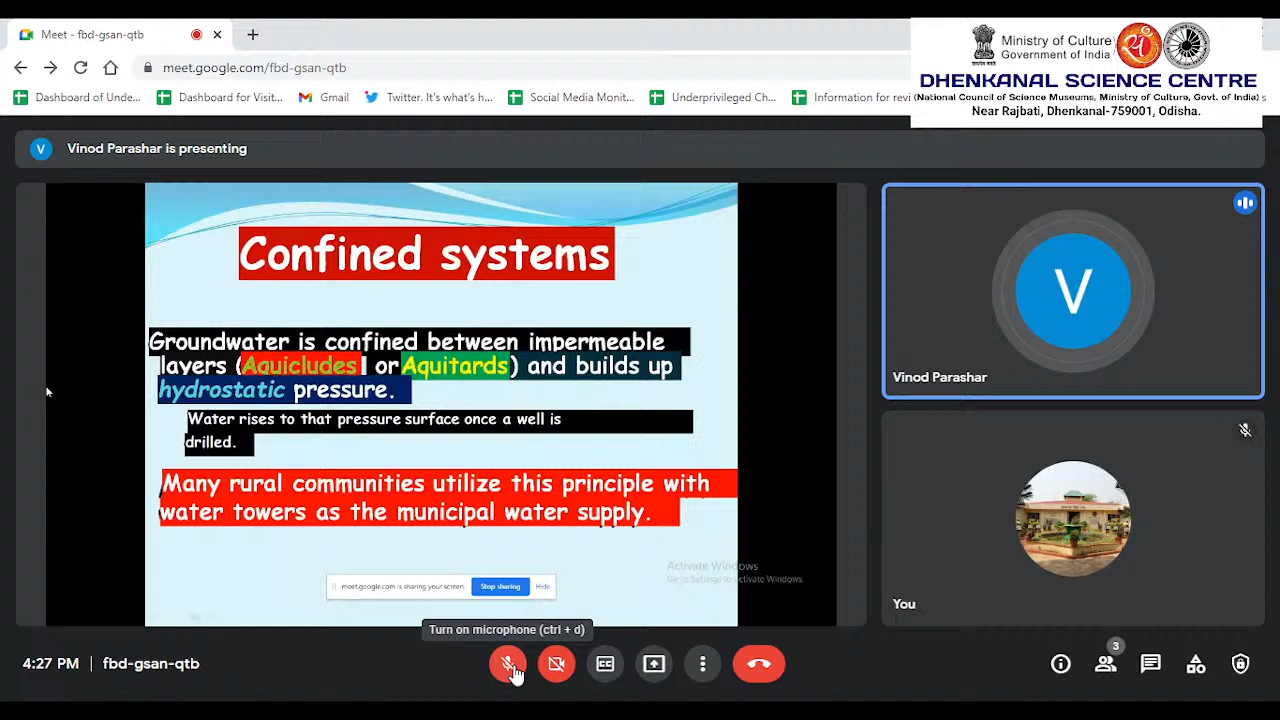 Meet - fbd-gsan-qtb
meet.google.com/fbd-gsan-qtb
Dashboard of Unde...
Dashboard for Visit...
Gmail
Twitter. It's what's h...
Social Media Monit...
Underprivileged Ch...
Information for revi
Ministry of Culture
Government of India
DHENKANAL SCIENCE CENTRE
(National Council of Science Museums, Ministry of Culture, Govt. of India)
Near Rajbati, Dhenkanal-759001, Odisha.
V
Vinod Parashar is presenting
Confined systems
Groundwater is confined between impermeable
layers (Aquicludes or Aquitards) and builds up
hydrostatic pressure.
Water rises to that pressure surface once a well is
drilled.
Many rural communities utilize this principle with
water towers as the municipal water supply.
Activate Windows
Go to Settings to activate Windows.
meet.google.com is sharing your screen.
Stop sharing
Hide
V
Vinod Parashar
You
Turn on microphone (ctrl + d)
4:27 PM | fbd-gsan-qtb
3